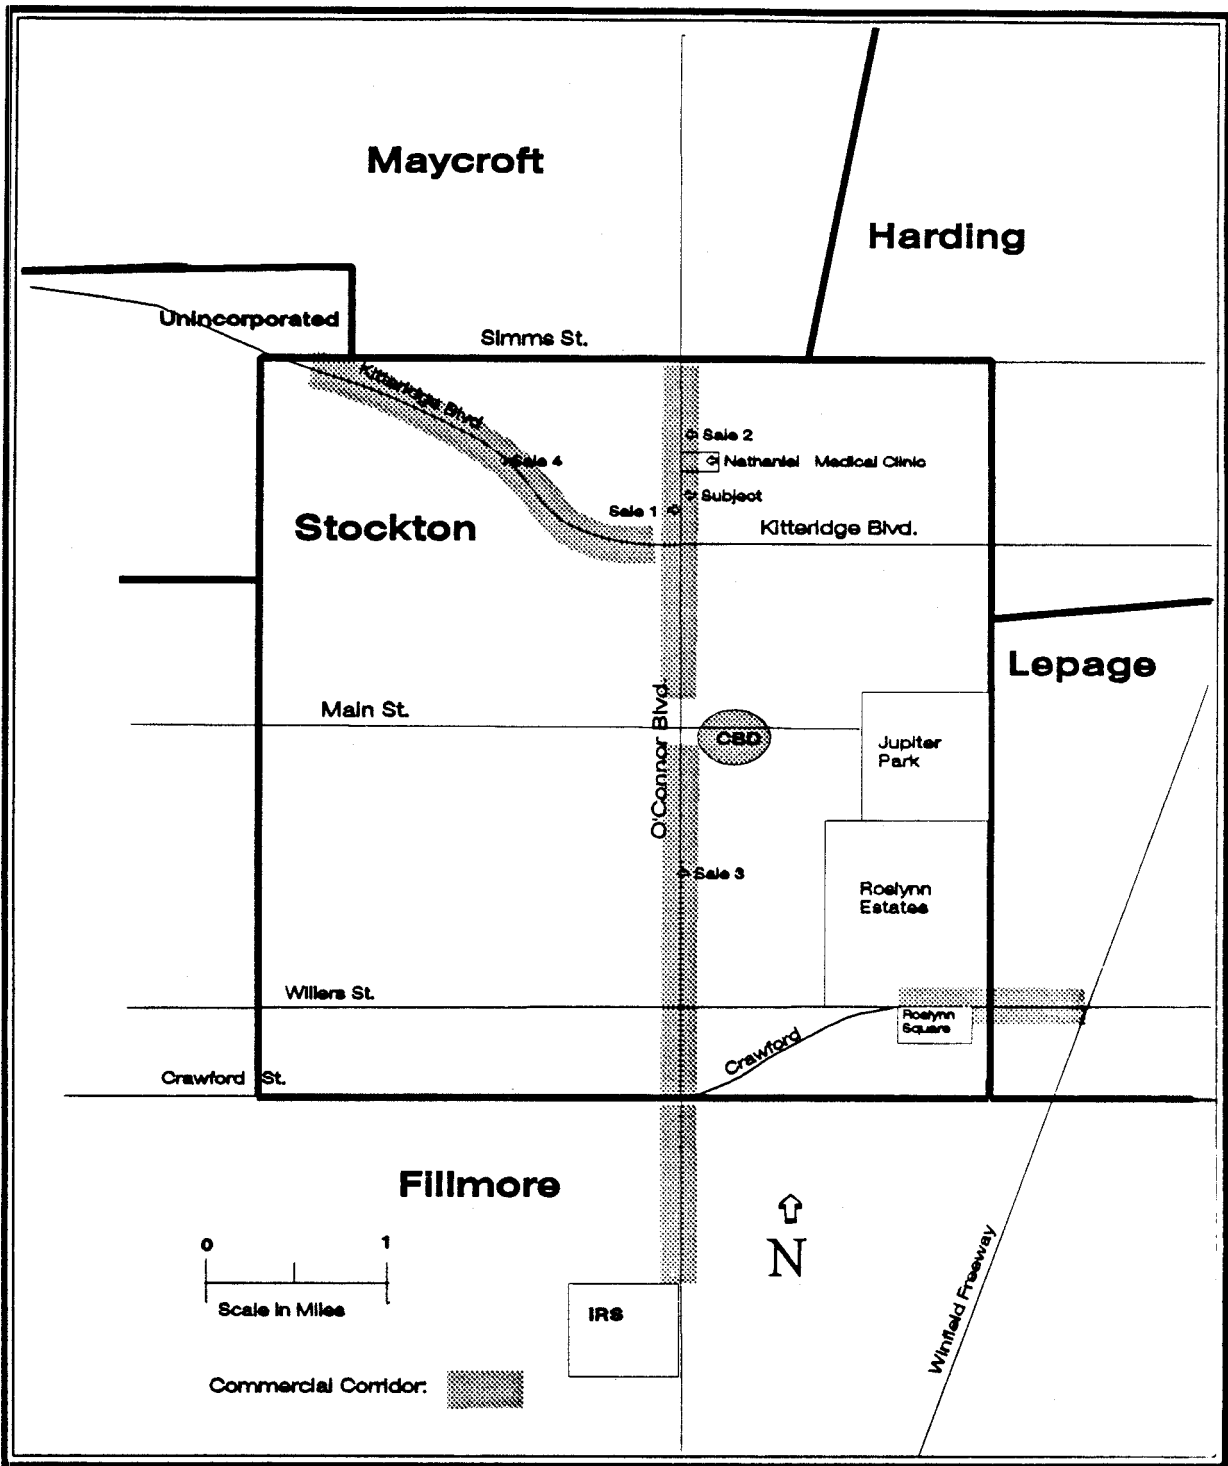 Maycroft
Harding
Unincorporated
Simms St.
Kitteridge Blvd
Sale 2
Sale 4
Nathaniel Medical Clinic
Subject
Sale 1
Stockton
Kitteridge Blvd.
Lepage
O'Connor Blvd.
Main St.
CBD
Jupiter
Park
Sale 3
Roslynn
Estates
Willers St.
Roslynn
Square
Crawford
Crawford St.
Fillmore
0 1
N
Scale in Miles
IRS
Winfield Freeway
Commercial Corridor: